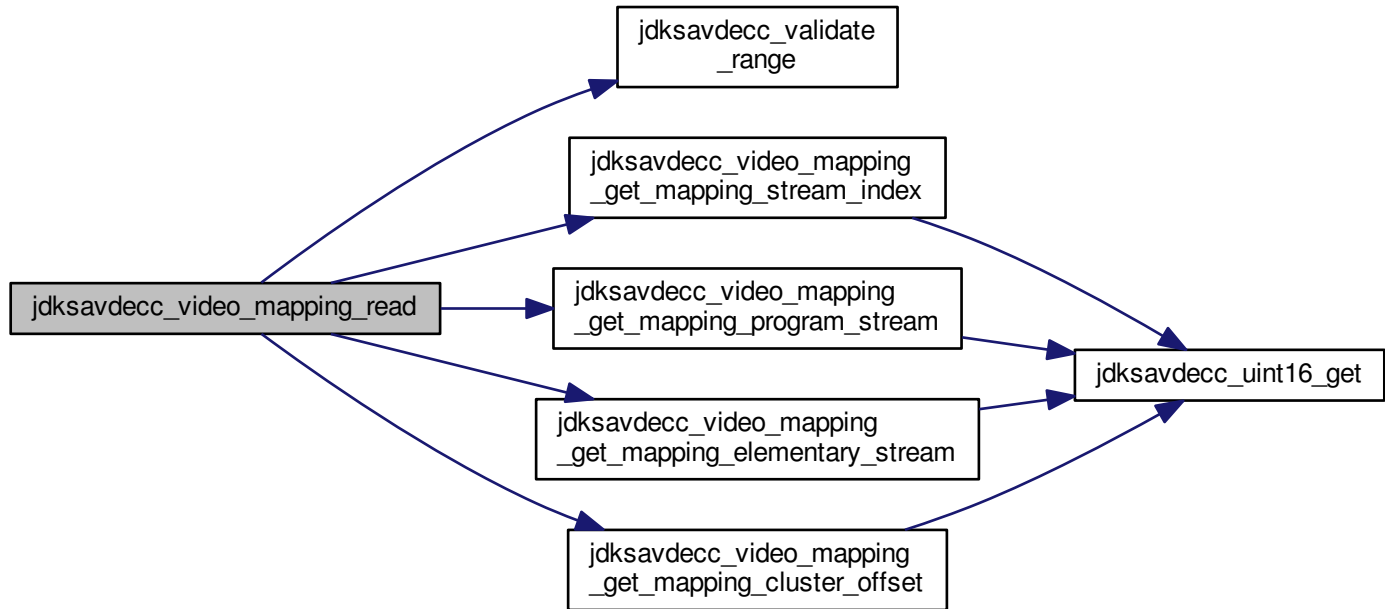 jdksavdecc_validate
_range
jdksavdecc_video_mapping
_get_mapping_stream_index
jdksavdecc_video_mapping_read
jdksavdecc_video_mapping
_get_mapping_program_stream
jdksavdecc_uint16_get
jdksavdecc_video_mapping
_get_mapping_elementary_stream
jdksavdecc_video_mapping
_get_mapping_cluster_offset